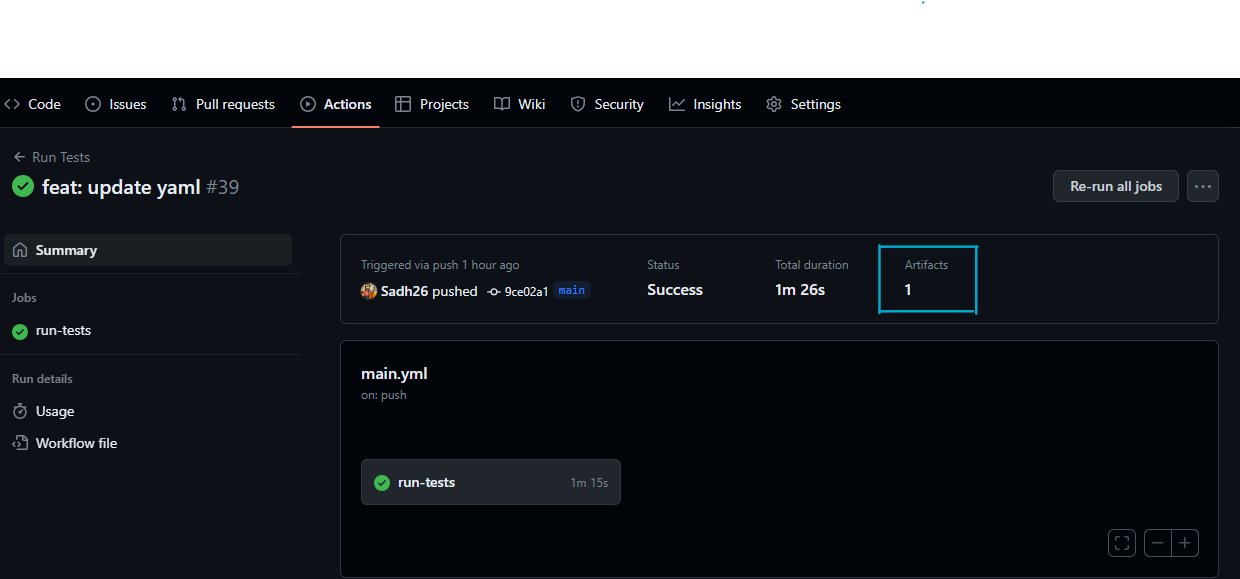 Code Issues Pull requests Actions Projects Wiki Security Insights Settings
Run Tests
feat: update yaml #39
Re-run all jobs
Summary
Jobs
run-tests
Run details
Usage
Workflow file
Triggered via push 1 hour ago
Sadh26 pushed 9ce02a1 main
Status
Success
Total duration
1m 26s
Artifacts
1
main.yml
on: push
run-tests 1m 15s